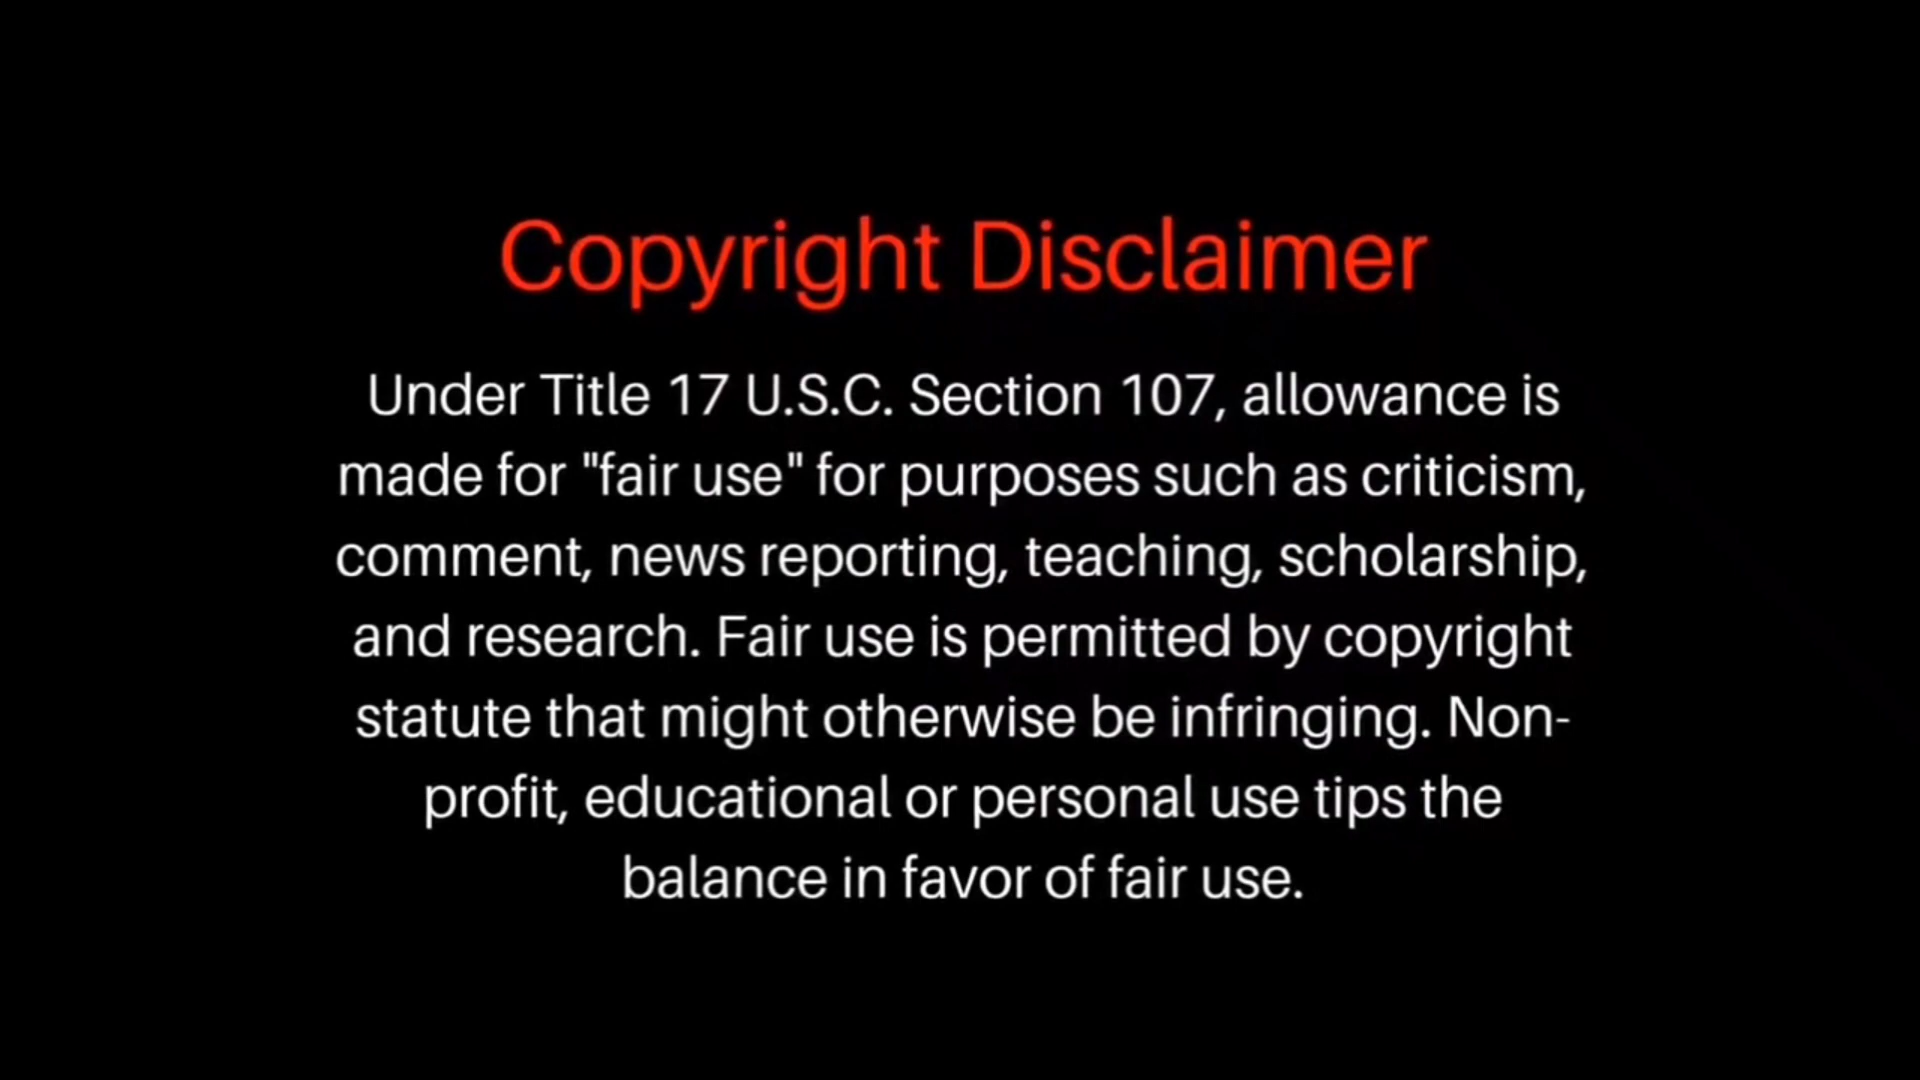 Copyright Disclaimer
Under Title 17 U.S.C. Section 107, allowance is
made for "fair use" for purposes such as criticism,
comment, news reporting, teaching, scholarship,
and research. Fair use is permitted by copyright
statute that might otherwise be infringing. Non-
profit, educational or personal use tips the
balance in favor of fair use.